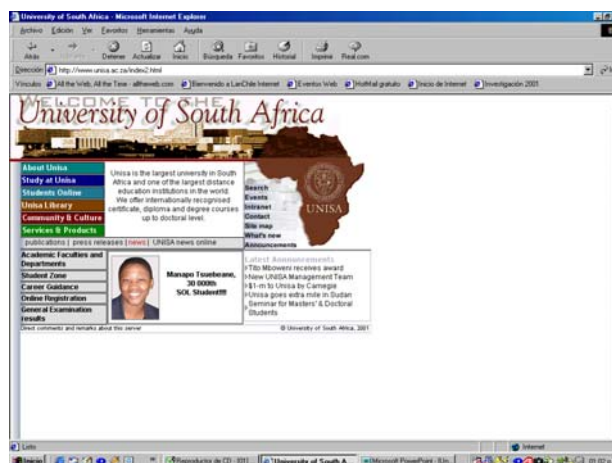 University of South Africa - Microsoft Internet Explorer
Archivo Edición Ver Favoritos Herramientas Ayuda
Atrás Detener Actualizar Inicio Búsqueda Favoritos Historial Imprimir Real.com
Dirección http://www.unisa.ac.za/index2.html
Vínculos All the Web, All the Time - alltheweb.com Bienvenido a LanChile Internet Eventos Web HotMail gratuito Inicio de Internet Investigación 2001
WELCOME TO THE
University of South Africa
About Unisa
Study at Unisa
Students Online
Unisa Library
Community & Culture
Services & Products
Unisa is the largest university in South
Africa and one of the largest distance
education institutions in the world.
We offer internationally recognised
certificate, diploma and degree courses
up to doctoral level.
Search
Events
Intranet
Contact
Site map
What's new
Announcements
UNISA
publications | press releases | news | UNISA news online
Academic Faculties and
Departments
Student Zone
Career Guidance
Online Registration
General Examination
results
Manapo Tsuebeane,
30 000th
SOL Student!!!!
Latest Announcements
Tito Mboweni receives award
New UNISA Management Team
$1-m to Unisa by Carnegie
Unisa goes extra mile in Sudan
Seminar for Masters' & Doctoral
Students
Direct comments and remarks about this server
© University of South Africa, 2001
Listo Internet
Inicio Reproductor de CD - [01] University of South A... Microsoft PowerPoint - [Un...